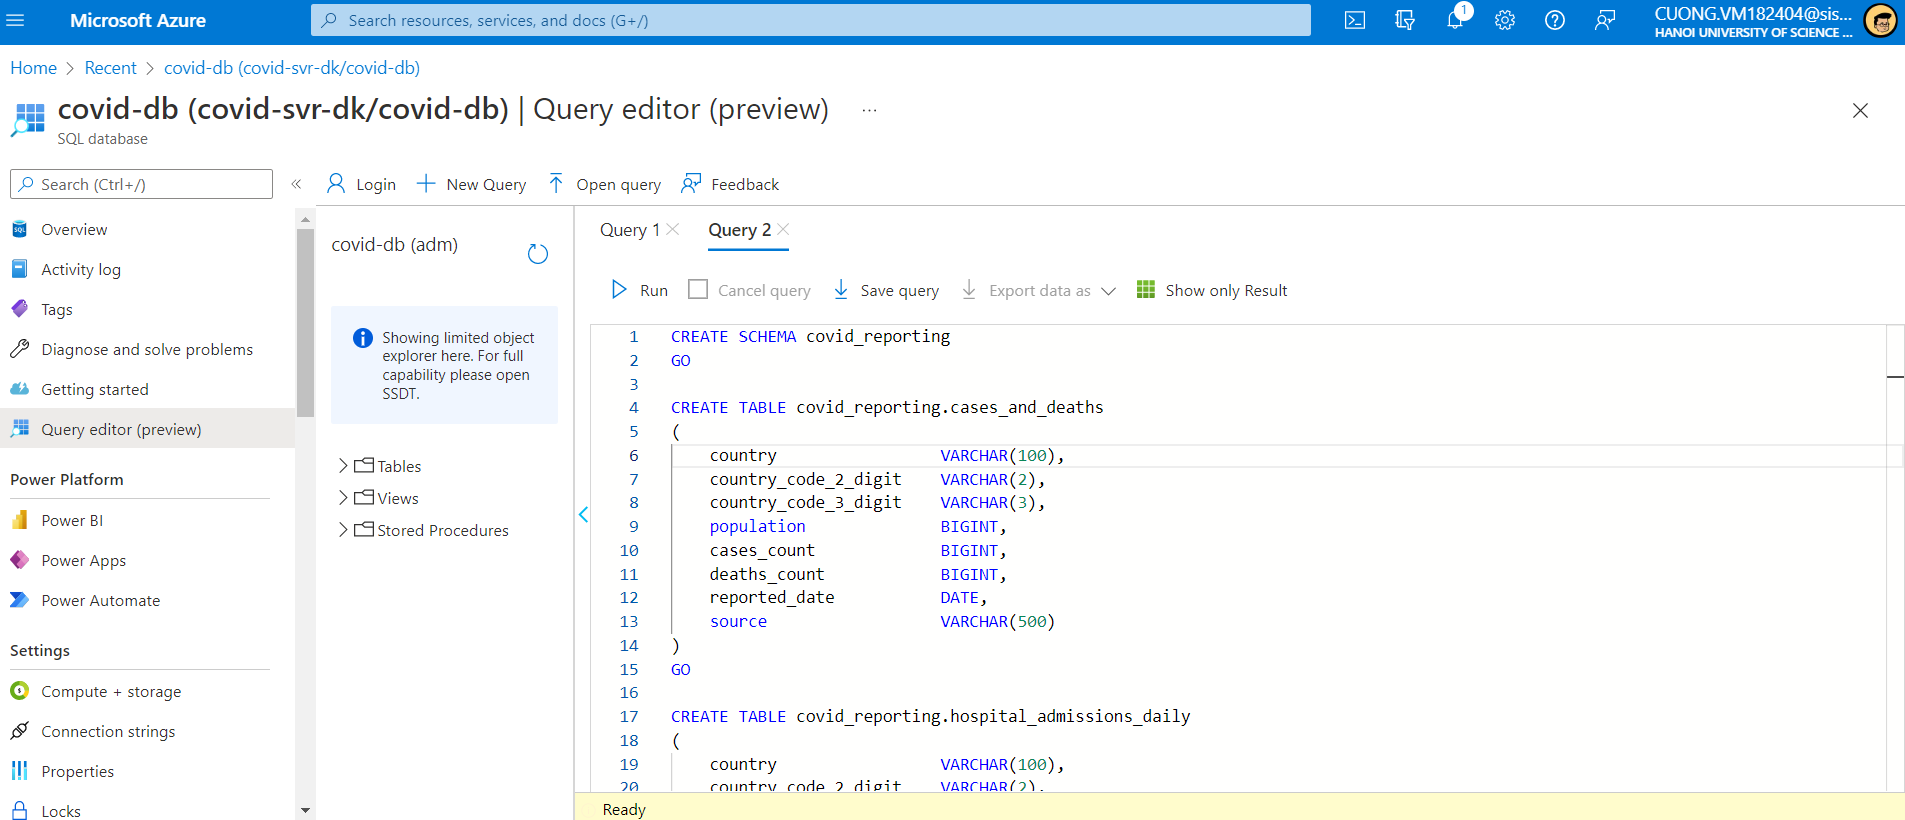 Microsoft Azure
Search resources, services, and docs (G+/)
1
CUONG.VM182404@sis...
HANOI UNIVERSITY OF SCIENCE ...
Home > Recent > covid-db (covid-svr-dk/covid-db)
covid-db (covid-svr-dk/covid-db) | Query editor (preview) ...
SQL database
Search (Ctrl+/)
«
Login
New Query
Open query
Feedback
Overview
Activity log
Tags
Diagnose and solve problems
Getting started
Query editor (preview)
Power Platform
Power BI
Power Apps
Power Automate
Settings
Compute + storage
Connection strings
Properties
Locks
covid-db (adm)
Showing limited object
explorer here. For full
capability please open
SSDT.
Tables
Views
Stored Procedures
Query 1
Query 2
Run
Cancel query
Save query
Export data as
Show only Result
1 CREATE SCHEMA covid_reporting
2 GO
3
4 CREATE TABLE covid_reporting.cases_and_deaths
5 (
6 country VARCHAR(100),
7 country_code_2_digit VARCHAR(2),
8 country_code_3_digit VARCHAR(3),
9 population BIGINT,
10 cases_count BIGINT,
11 deaths_count BIGINT,
12 reported_date DATE,
13 source VARCHAR(500)
14 )
15 GO
16
17 CREATE TABLE covid_reporting.hospital_admissions_daily
18 (
19 country VARCHAR(100),
20 country_code_2_digit VARCHAR(2),
Ready